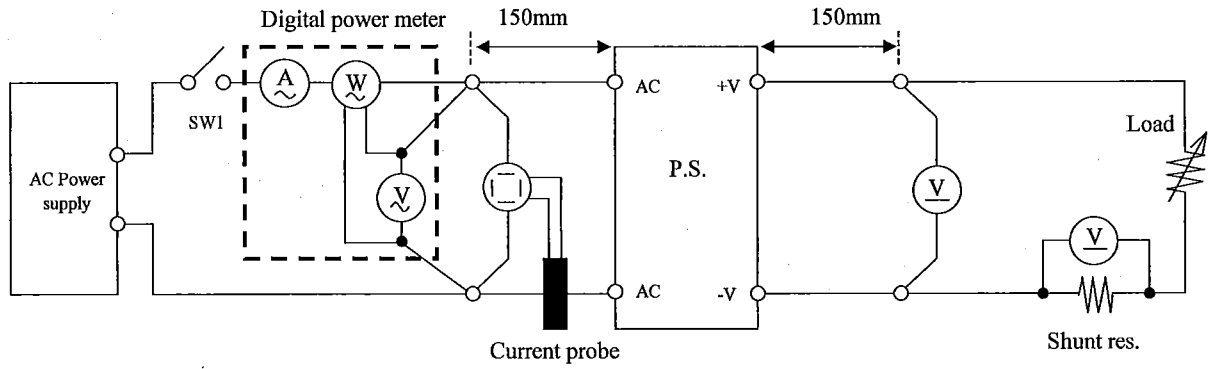 Digital power meter
150mm
150mm
SW1
A
W
V
AC Power
supply
AC
+V
P.S.
AC
-V
V
Load
V
Shunt res.
Current probe